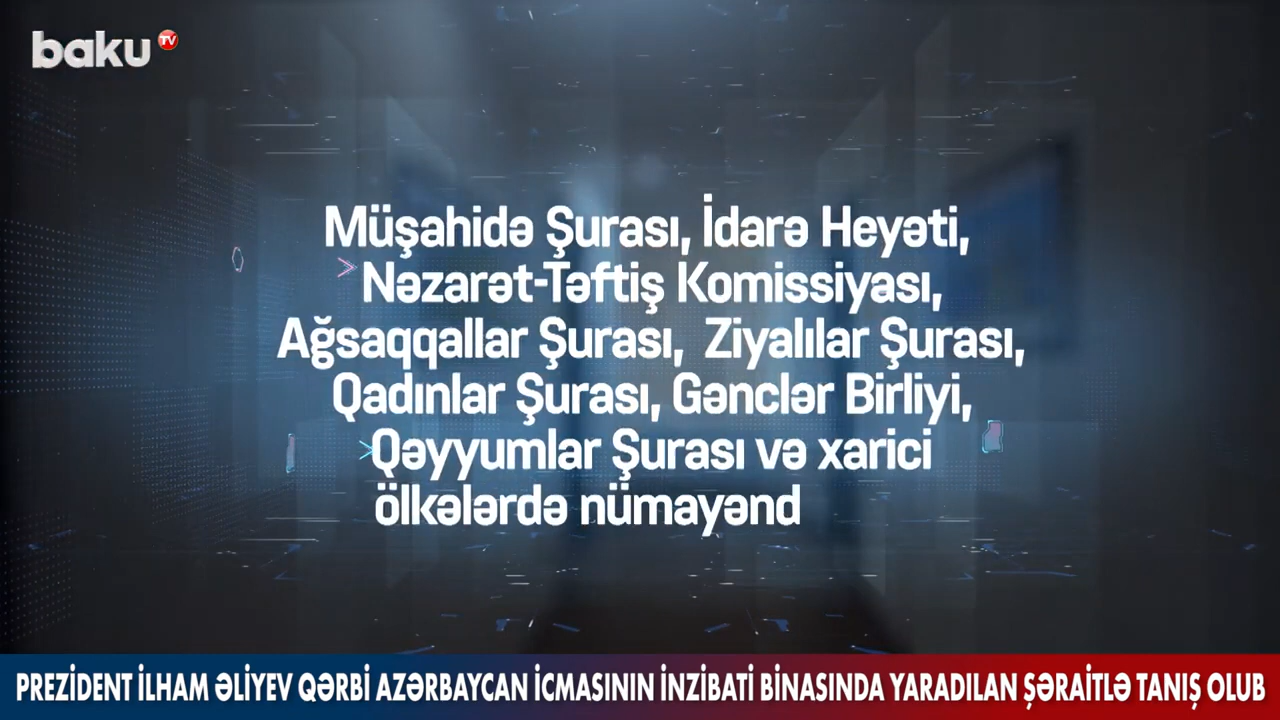 baku TV
Müşahidə Şurası, İdarə Heyəti,
Nəzarət-Təftiş Komissiyası,
Ağsaqqallar Şurası, Ziyalılar Şurası,
Qadınlar Şurası, Gənclər Birliyi,
Qəyyumlar Şurası və xarici
ölkələrdə nümayənd
PREZİDENT İLHAM ƏLİYEV QƏRBİ AZƏRBAYCAN İCMASININ İNZİBATİ BİNASINDA YARADILAN ŞƏRAİTLƏ TANIŞ OLUB